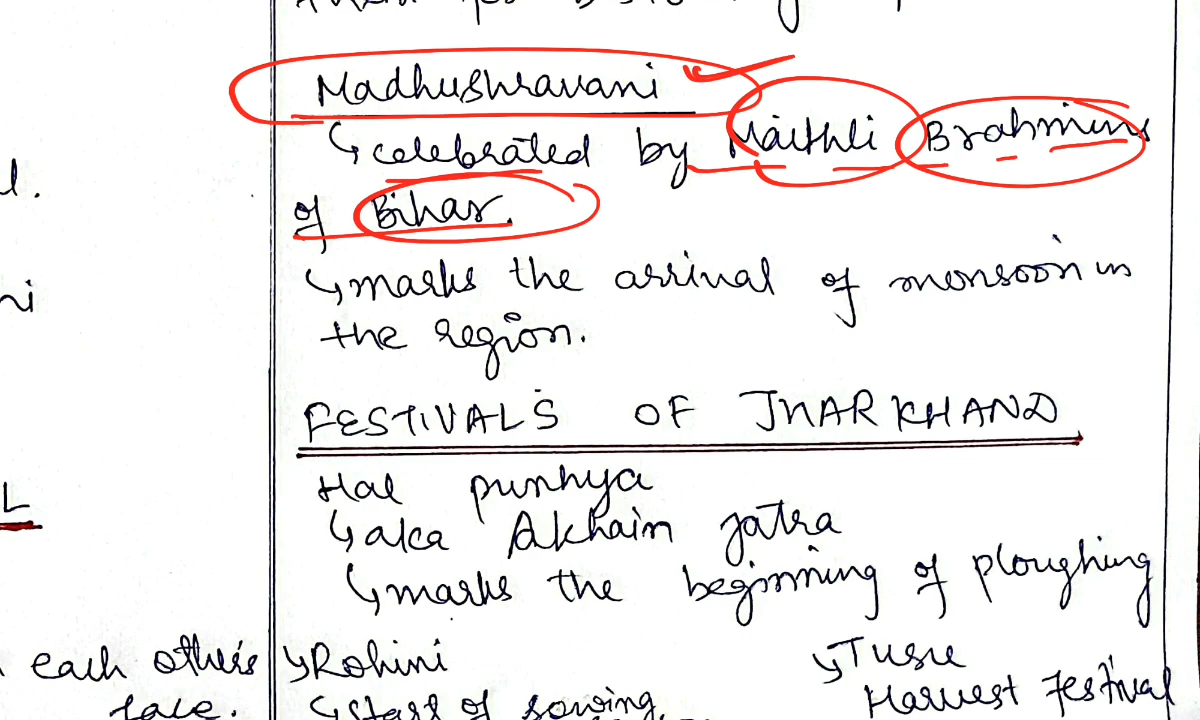 l.
ni
L
each other's
face.
Madhushravani
↳ celebrated by Maithli Brahmins
of Bihar.
↳ marks the arrival of monsoon in
the region.
FESTIVALS OF JHARKHAND
Hal punhya
↳ aka Akhain jatra
↳ marks the beginning of ploughing
↳ Rohini
↳ start of sowing
↳ Tusu
Harvest festival